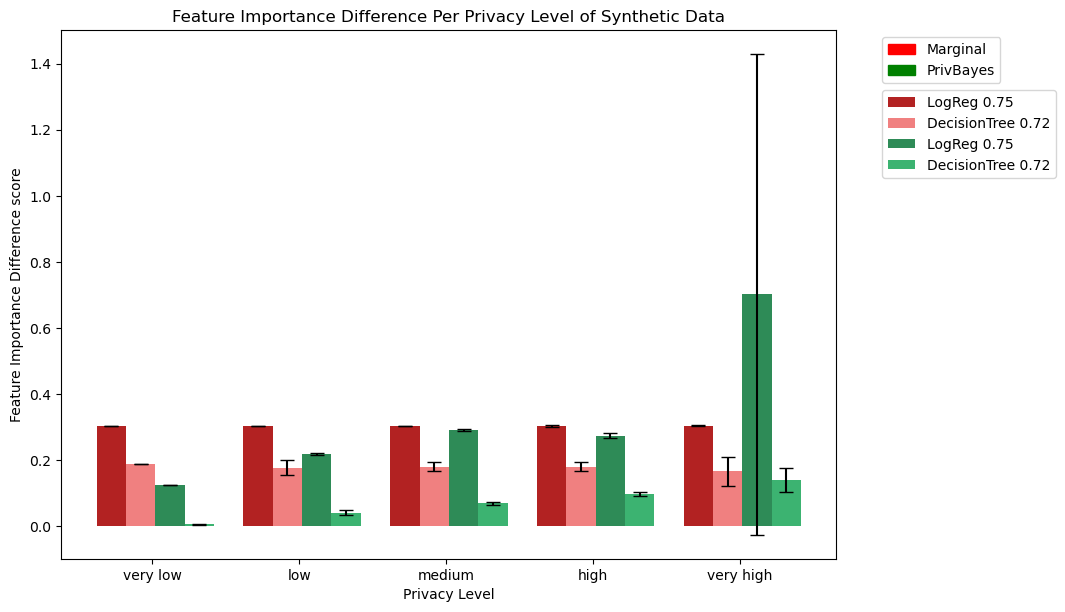 Feature Importance Difference Per Privacy Level of Synthetic Data
Feature Importance Difference score
1.4
1.2
1.0
0.8
0.6
0.4
0.2
0.0
very low
low
medium
high
very high
Privacy Level
Marginal
PrivBayes
LogReg 0.75
DecisionTree 0.72
LogReg 0.75
DecisionTree 0.72